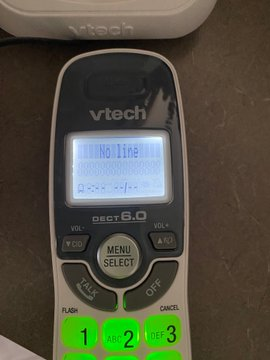 vtech
No line
--:-- --/--
DECT 6.0
VOL- VOL+
▼CID MENU ▲
SELECT
TALK OFF
FLASH CANCEL
1 ABC 2 DEF 3